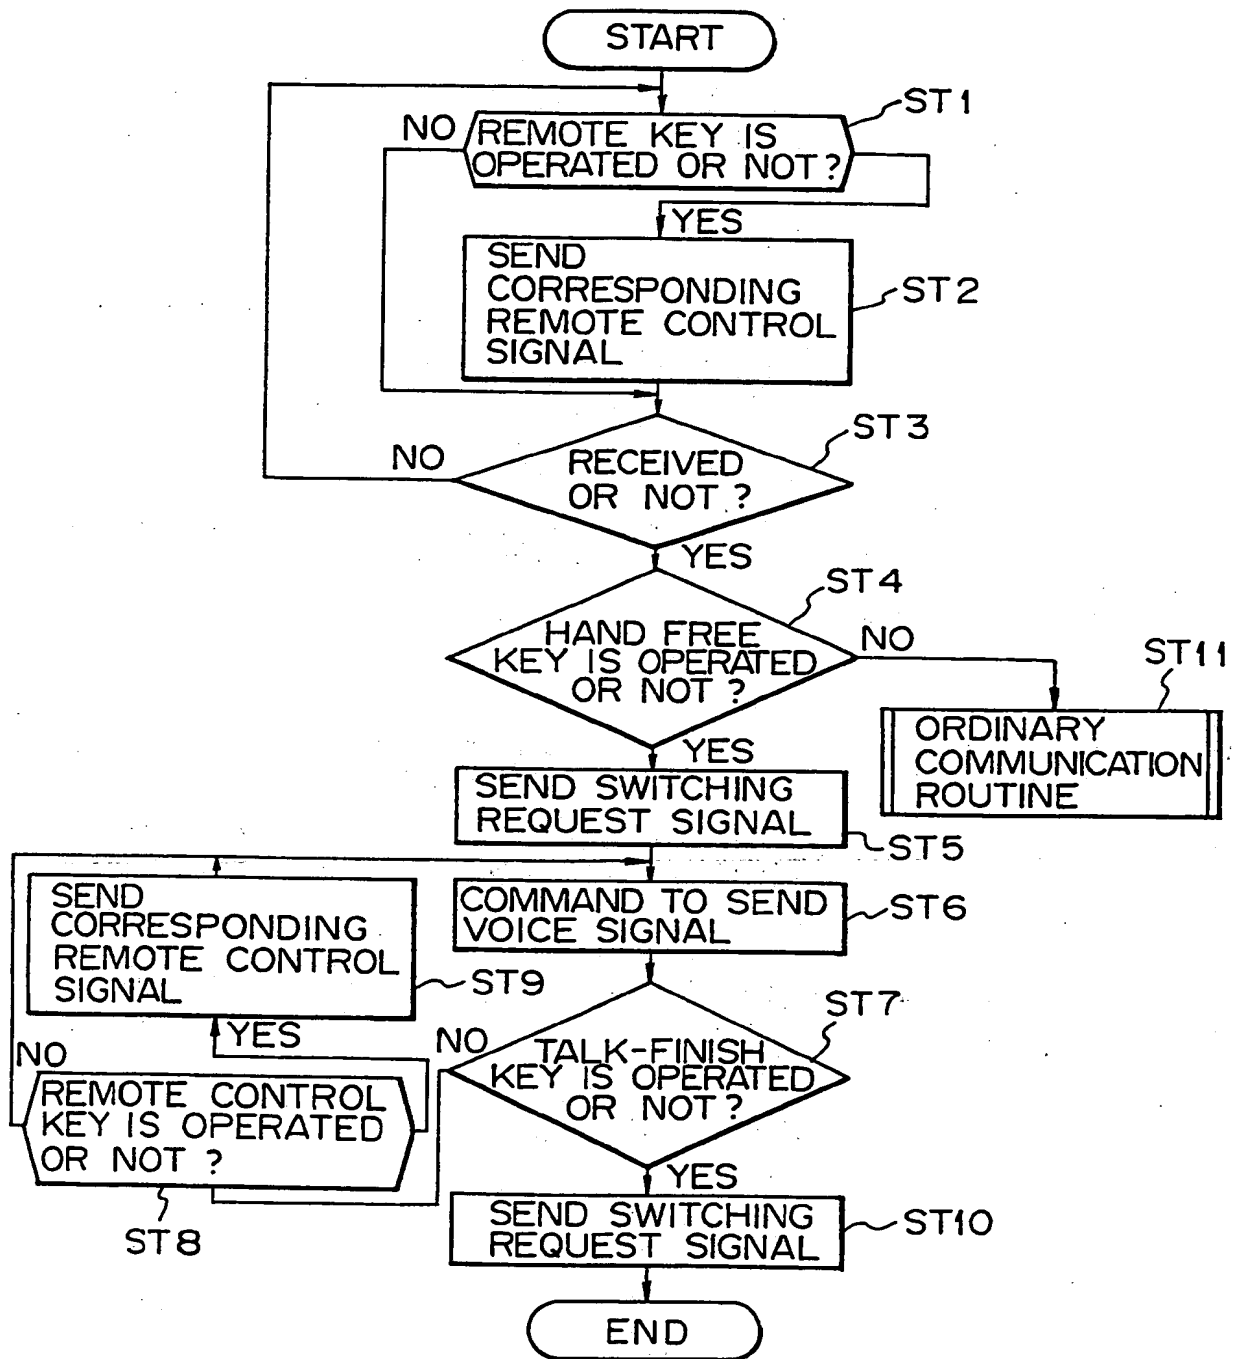 START
ST1
NO
REMOTE KEY IS
OPERATED OR NOT?
YES
SEND
CORRESPONDING
REMOTE CONTROL
SIGNAL
ST2
ST3
NO
RECEIVED
OR NOT?
YES
ST4
HAND FREE
KEY IS OPERATED
OR NOT?
NO
ST11
ORDINARY
COMMUNICATION
ROUTINE
YES
SEND SWITCHING
REQUEST SIGNAL
ST5
COMMAND TO SEND
VOICE SIGNAL
ST6
SEND
CORRESPONDING
REMOTE CONTROL
SIGNAL
ST9
ST7
YES
NO
TALK-FINISH
KEY IS OPERATED
OR NOT?
NO
REMOTE CONTROL
KEY IS OPERATED
OR NOT ?
ST8
YES
SEND SWITCHING
REQUEST SIGNAL
ST10
END